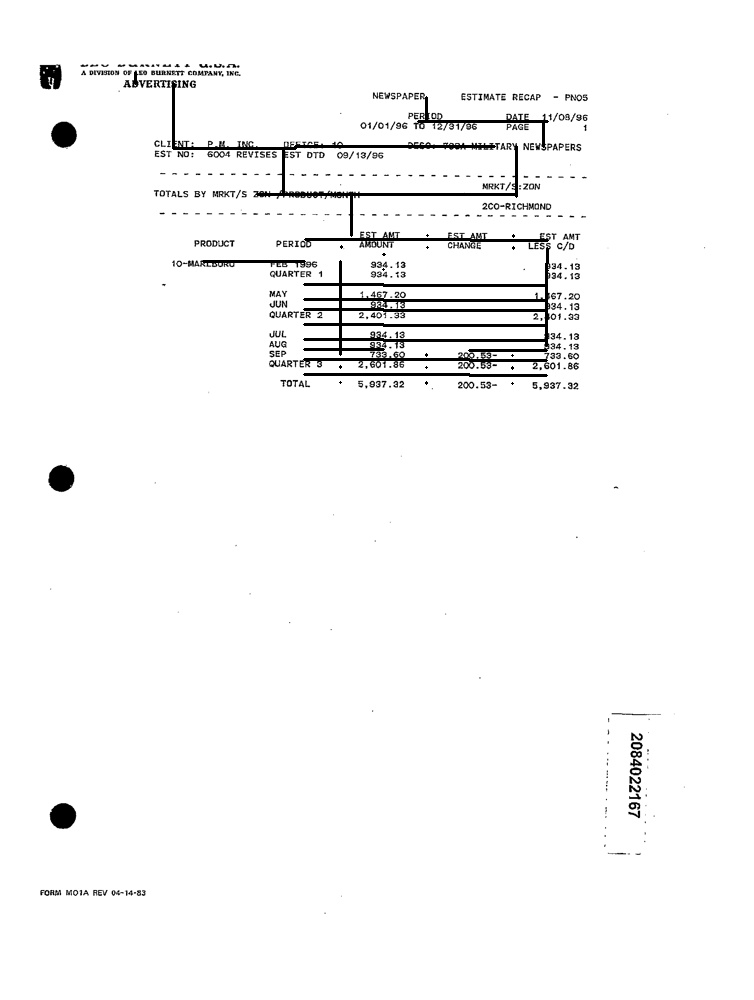 LEO BURNETT U.S.A.
A DIVISION OF LEO BURNETT COMPANY, INC.
ADVERTISING
NEWSPAPER ESTIMATE RECAP - PNO5
PERIOD DATE 11/08/96
01/01/96 TO 12/31/96 PAGE 1
CLIENT: P.M. INC. OFFICE: 10 DESC: MILITARY NEWSPAPERS
EST NO: 6004 REVISES EST DTD 09/13/96
MRKT/S:ZON
TOTALS BY MRKT/S ZON /PRODUCT/MONTH
2CO-RICHMOND
EST AMT EST AMT EST AMT
PRODUCT PERIOD AMOUNT CHANGE LESS C/D
10-MARLBORO FEB 1996 934.13 934.13
QUARTER 1 934.13 934.13
MAY 1,467.20 1,467.20
JUN 934.13 934.13
QUARTER 2 2,401.33 2,401.33
JUL 934.13 934.13
AUG 934.13 934.13
SEP 733.60 200.53- 733.60
QUARTER 3 2,601.86 200.53- 2,601.86
TOTAL 5,937.32 200.53- 5,937.32
2084022167
FORM MO1A REV 04-14-83